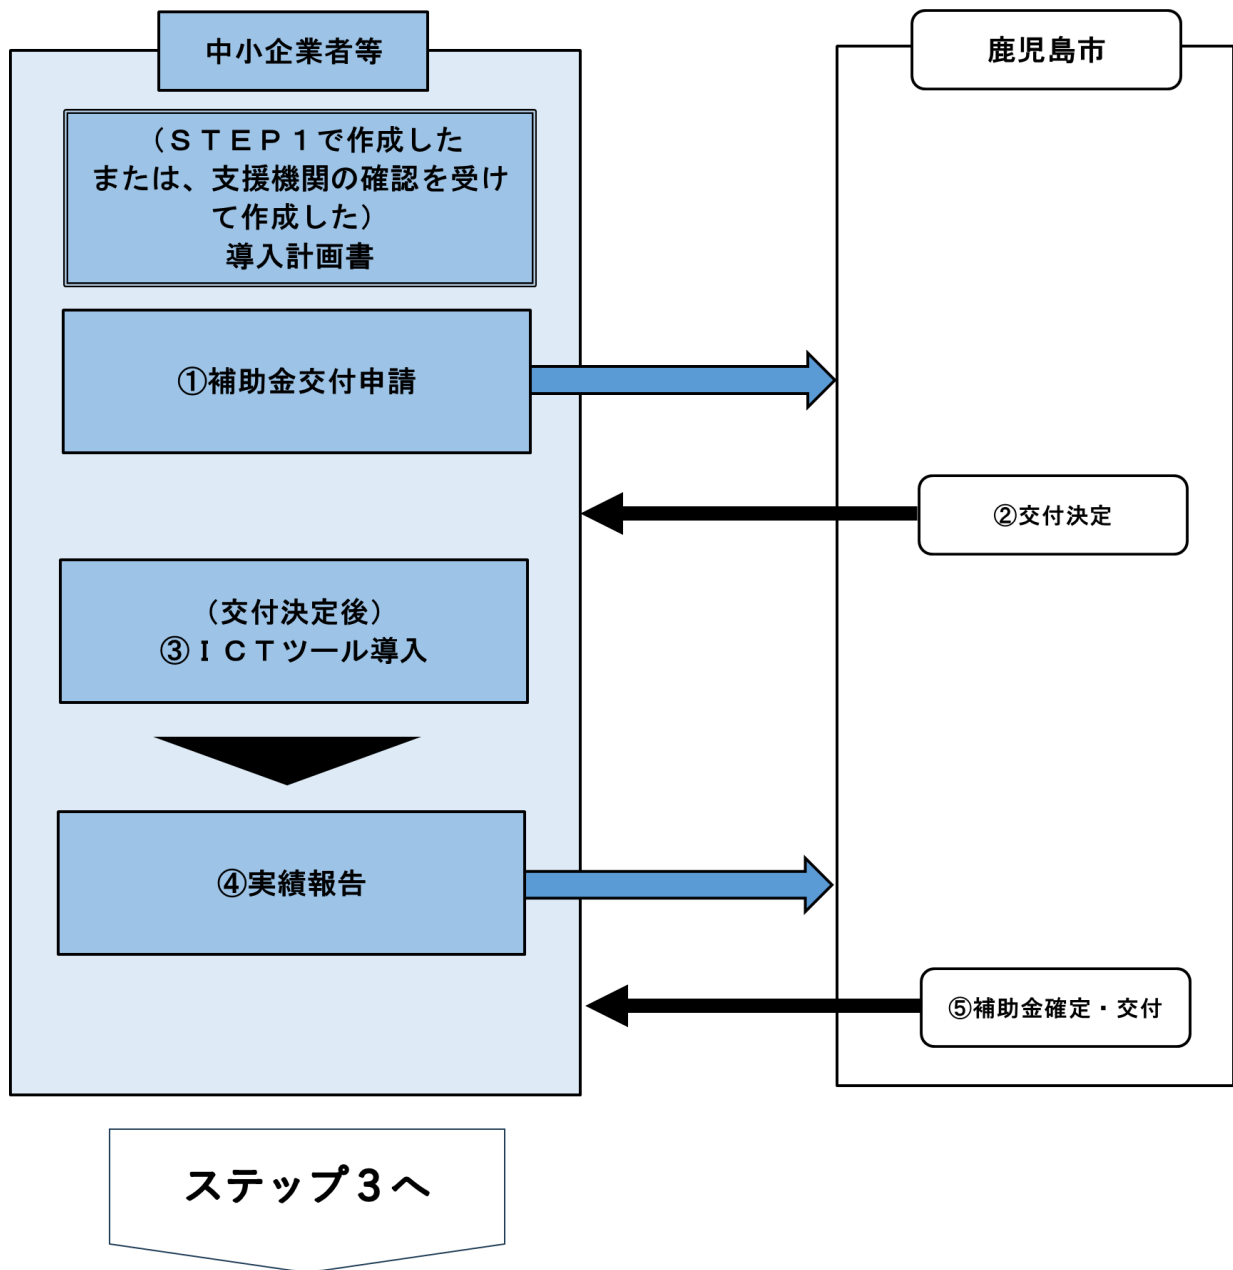 中小企業者等
鹿児島市
（ＳＴＥＰ１で作成した
または、支援機関の確認を受け
て作成した）
導入計画書
①補助金交付申請
②交付決定
（交付決定後）
③ＩＣＴツール導入
④実績報告
⑤補助金確定・交付
ステップ３へ